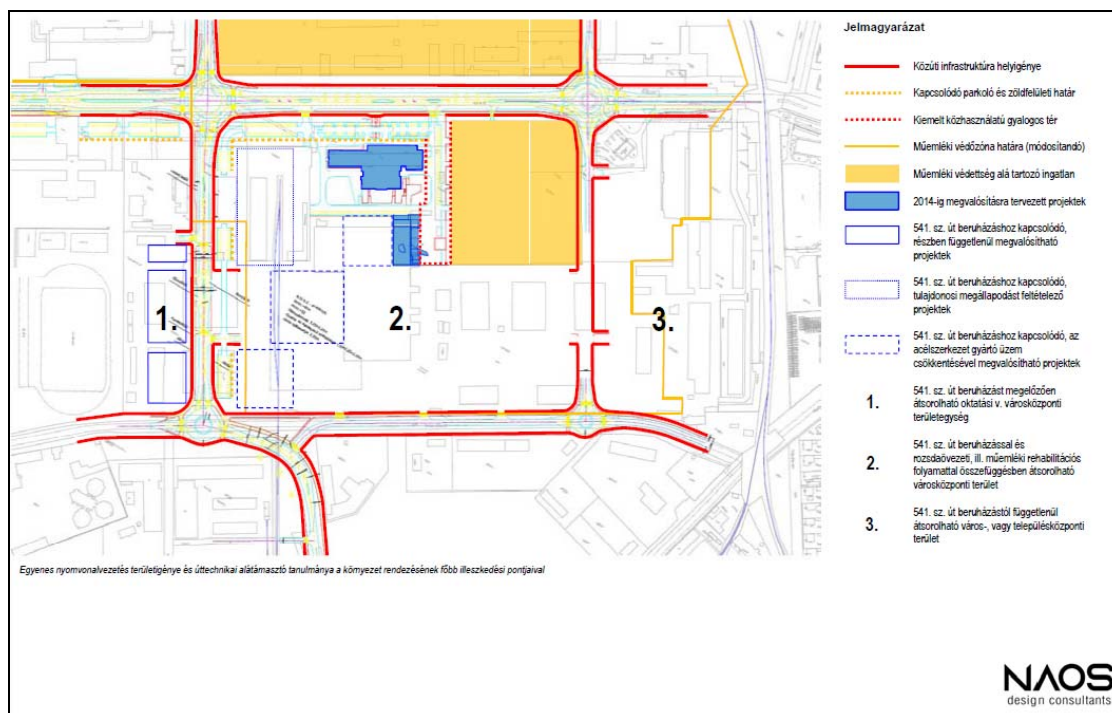 Jelmagyarázat
Közúti infrastruktúra helyigénye
Kapcsolódó parkoló és zöldfelületi határ
Kiemelt közhasználatú gyalogos tér
Műemléki védőzóna határa (módosítandó)
Műemléki védettség alá tartozó ingatlan
2014-ig megvalósításra tervezett projektek
541. sz. út beruházáshoz kapcsolódó,
részben függetlenül megvalósítható
projektek
541. sz. út beruházáshoz kapcsolódó,
tulajdonosi megállapodást feltételező
projektek
541. sz. út beruházáshoz kapcsolódó, az
acélszerkezet gyártó üzem
csökkentésével megvalósítható projektek
1.
541. sz. út beruházást megelőzően
átsorolható oktatási v. városközponti
területegység
2.
541. sz. út beruházással és
rozsdaövezeti, ill. műemléki rehabilitációs
folyamattal összefüggésben átsorolható
városközponti terület
3.
541. sz. út beruházástól függetlenül
átsorolható város-, vagy településközponti
terület
1.
2.
3.
Egyenes nyomvonalvezetés területigénye és úttechnikai alátámasztó tanulmánya a környezet rendezésének főbb illeszkedési pontjaival
NAOS
design consultants